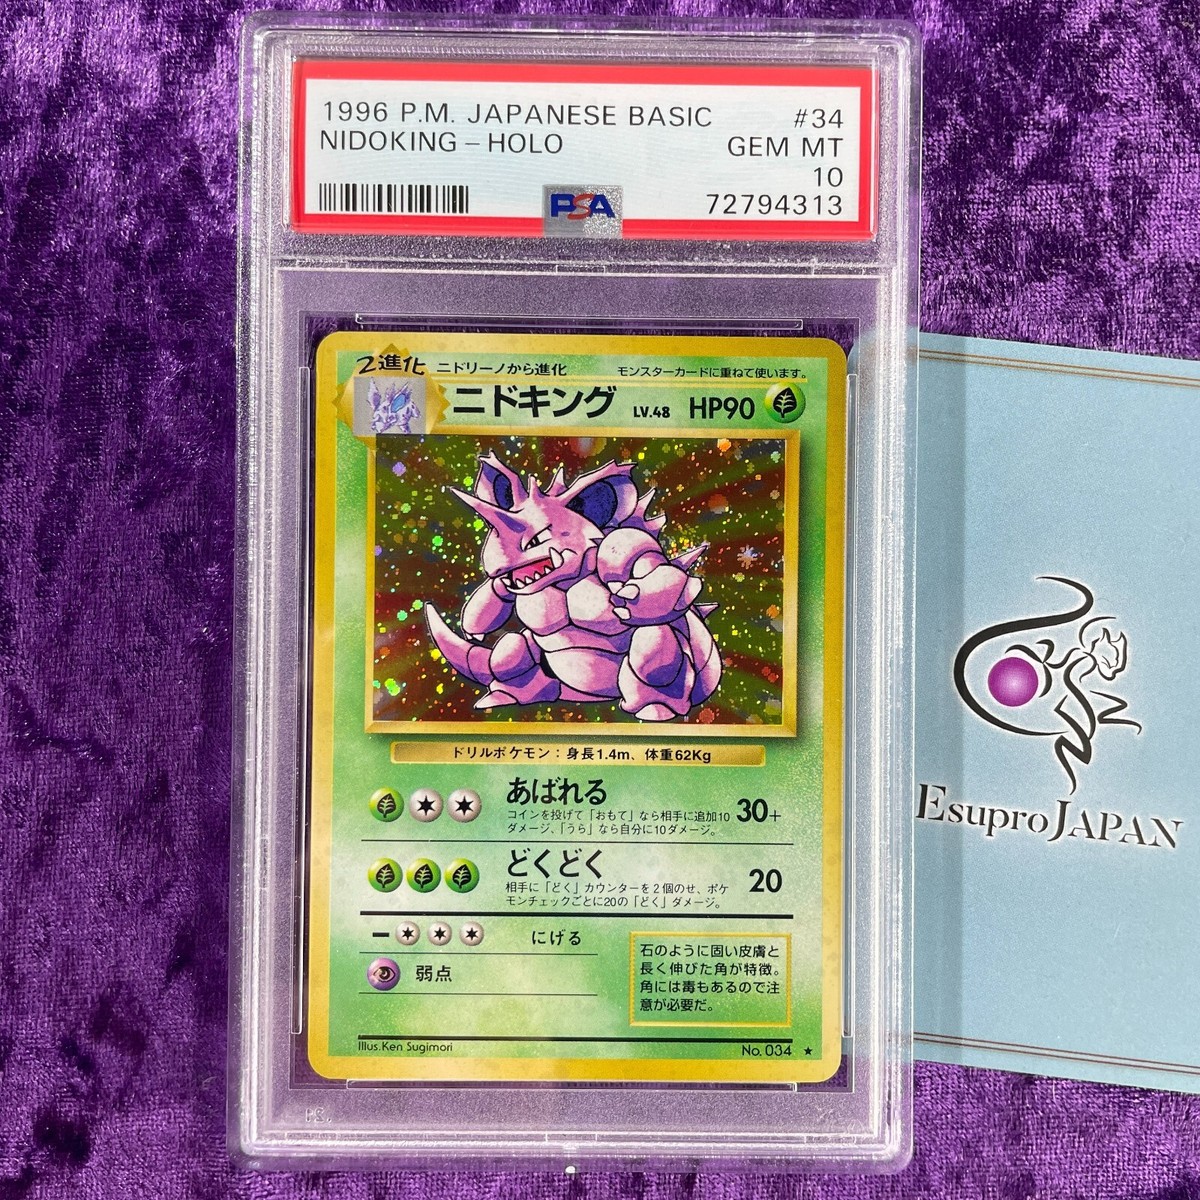 1996 P.M. JAPANESE BASIC #34
NIDOKING - HOLO GEM MT
10
PSA 72794313
2進化 ニドリーノから進化 モンスターカードに重ねて使います。
ニドキング LV.48 HP90
ドリルポケモン：身長1.4m、体重62Kg
あばれる
コインを投げて「おもて」なら相手に追加10 30+
ダメージ、「うら」なら自分に10ダメージ。
どくどく
相手に「どく」カウンターを2個のせ、ポケ 20
モンチェックごとに20の「どく」ダメージ。
にげる
弱点
石のように固い皮膚と
長く伸びた角が特徴。
角には毒もあるので注
意が必要だ。
Illus.Ken Sugimori No. 034 ★
EsuproJAPAN